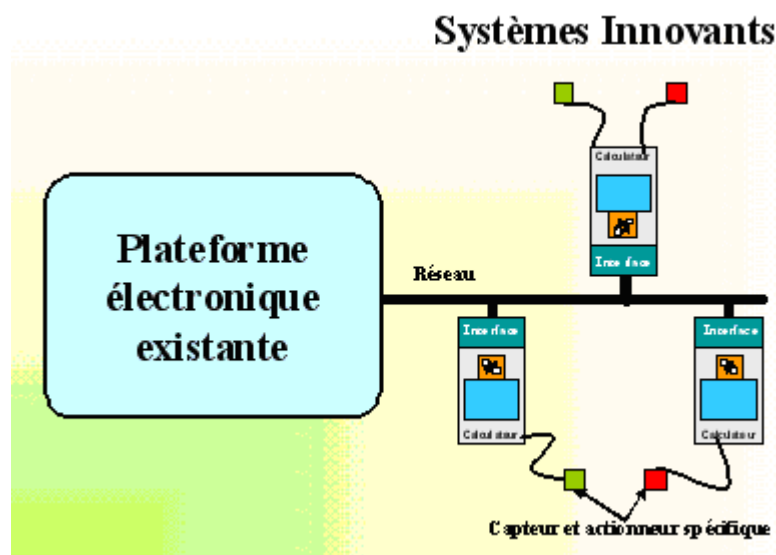 Systèmes Innovants
Calculateur
Interface
Plateforme
électronique
existante
Réseau
Interface
Interface
Calculateur
Calculateur
Capteur et actionneur spécifique